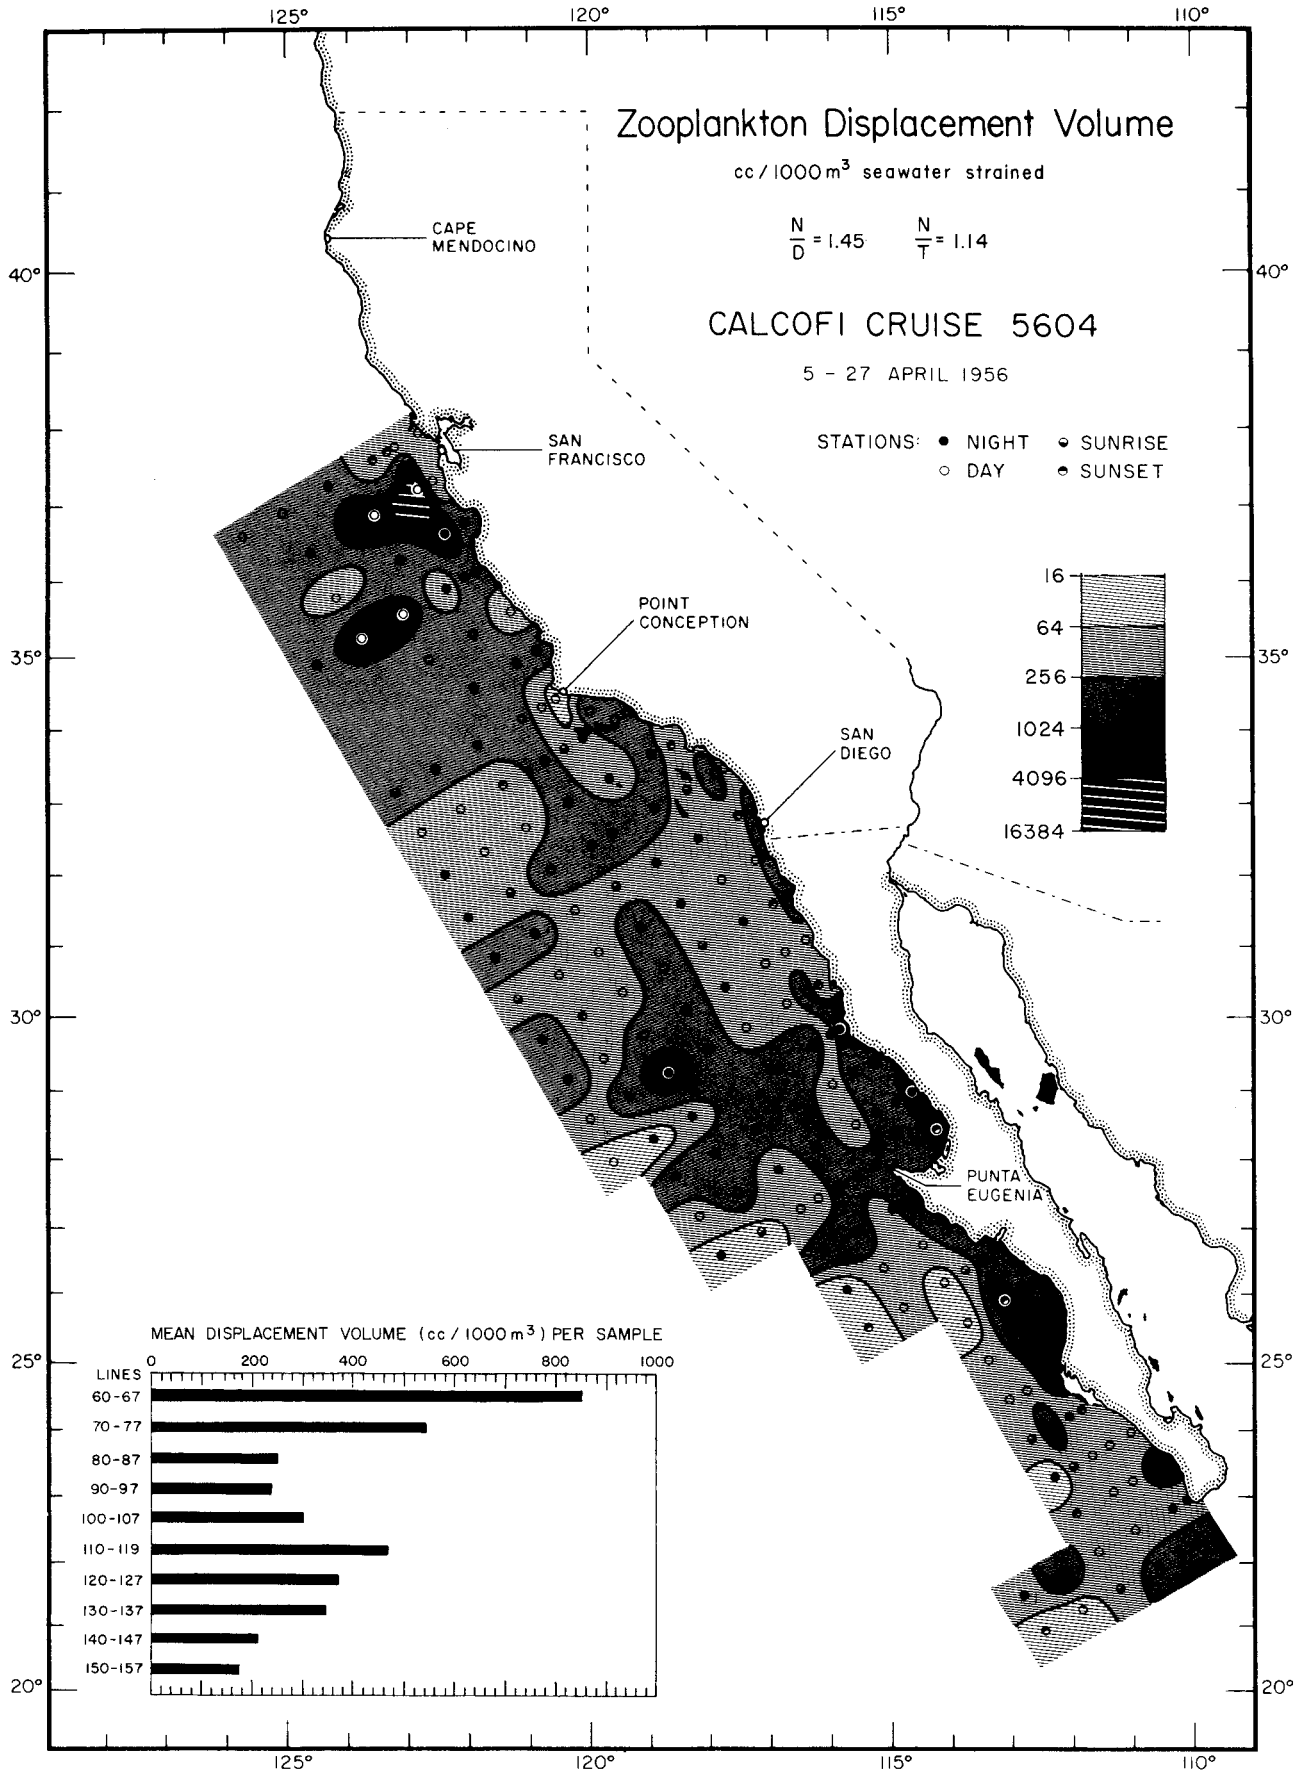 125° 120° 115° 110°
Zooplankton Displacement Volume
cc/1000m³ seawater strained
N/D = 1.45 N/T = 1.14
CAPE
MENDOCINO
40° 40°
CALCOFI CRUISE 5604
5 – 27 APRIL 1956
STATIONS: NIGHT SUNRISE
DAY SUNSET
SAN
FRANCISCO
16
64
256
1024
4096
16384
POINT
CONCEPTION
35° 35°
SAN
DIEGO
30° 30°
PUNTA
EUGENIA
25° 25°
MEAN DISPLACEMENT VOLUME (cc/1000m³) PER SAMPLE
0 200 400 600 800 1000
LINES
60-67
70-77
80-87
90-97
100-107
110-119
120-127
130-137
140-147
150-157
20° 20°
125° 120° 115° 110°